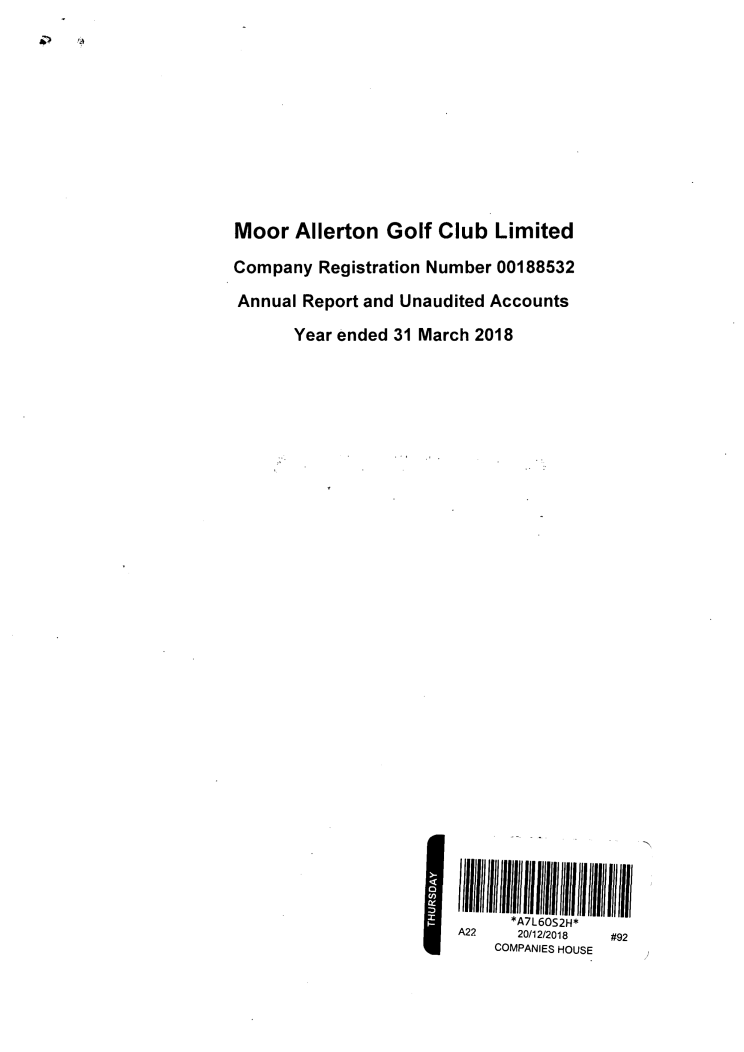 Moor Allerton Golf Club Limited
Company Registration Number 00188532
Annual Report and Unaudited Accounts
Year ended 31 March 2018
THURSDAY
*A7L60S2H*
A22 20/12/2018 #92
COMPANIES HOUSE